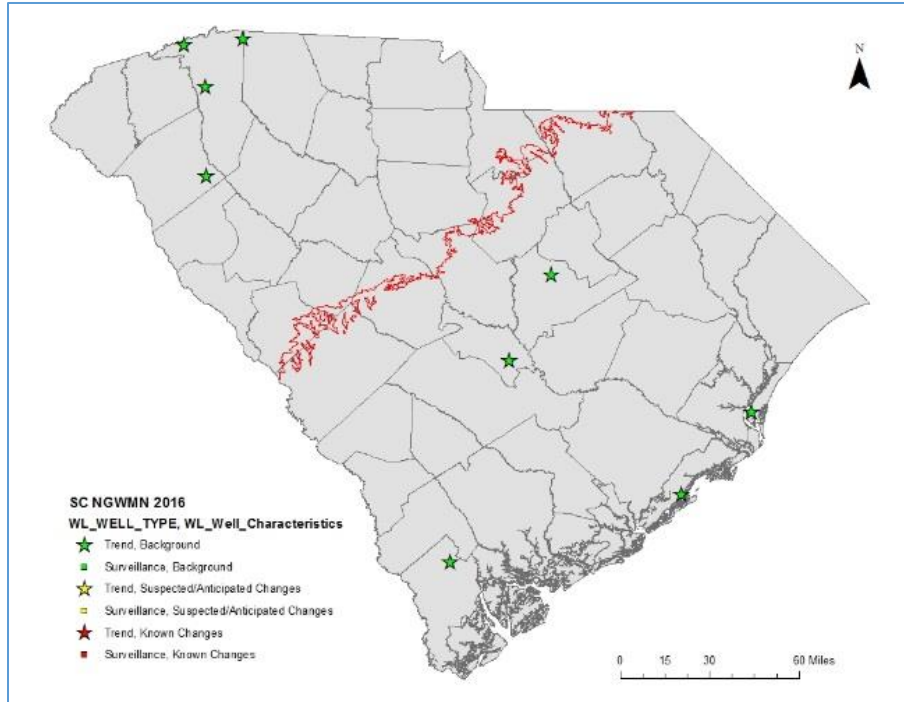 N
SC NGWMN 2016
WL_WELL_TYPE, WL_Well_Characteristics
Trend, Background
Surveillance, Background
Trend, Suspected/Anticipated Changes
Surveillance, Suspected/Anticipated Changes
Trend, Known Changes
Surveillance, Known Changes
0 15 30 60 Miles